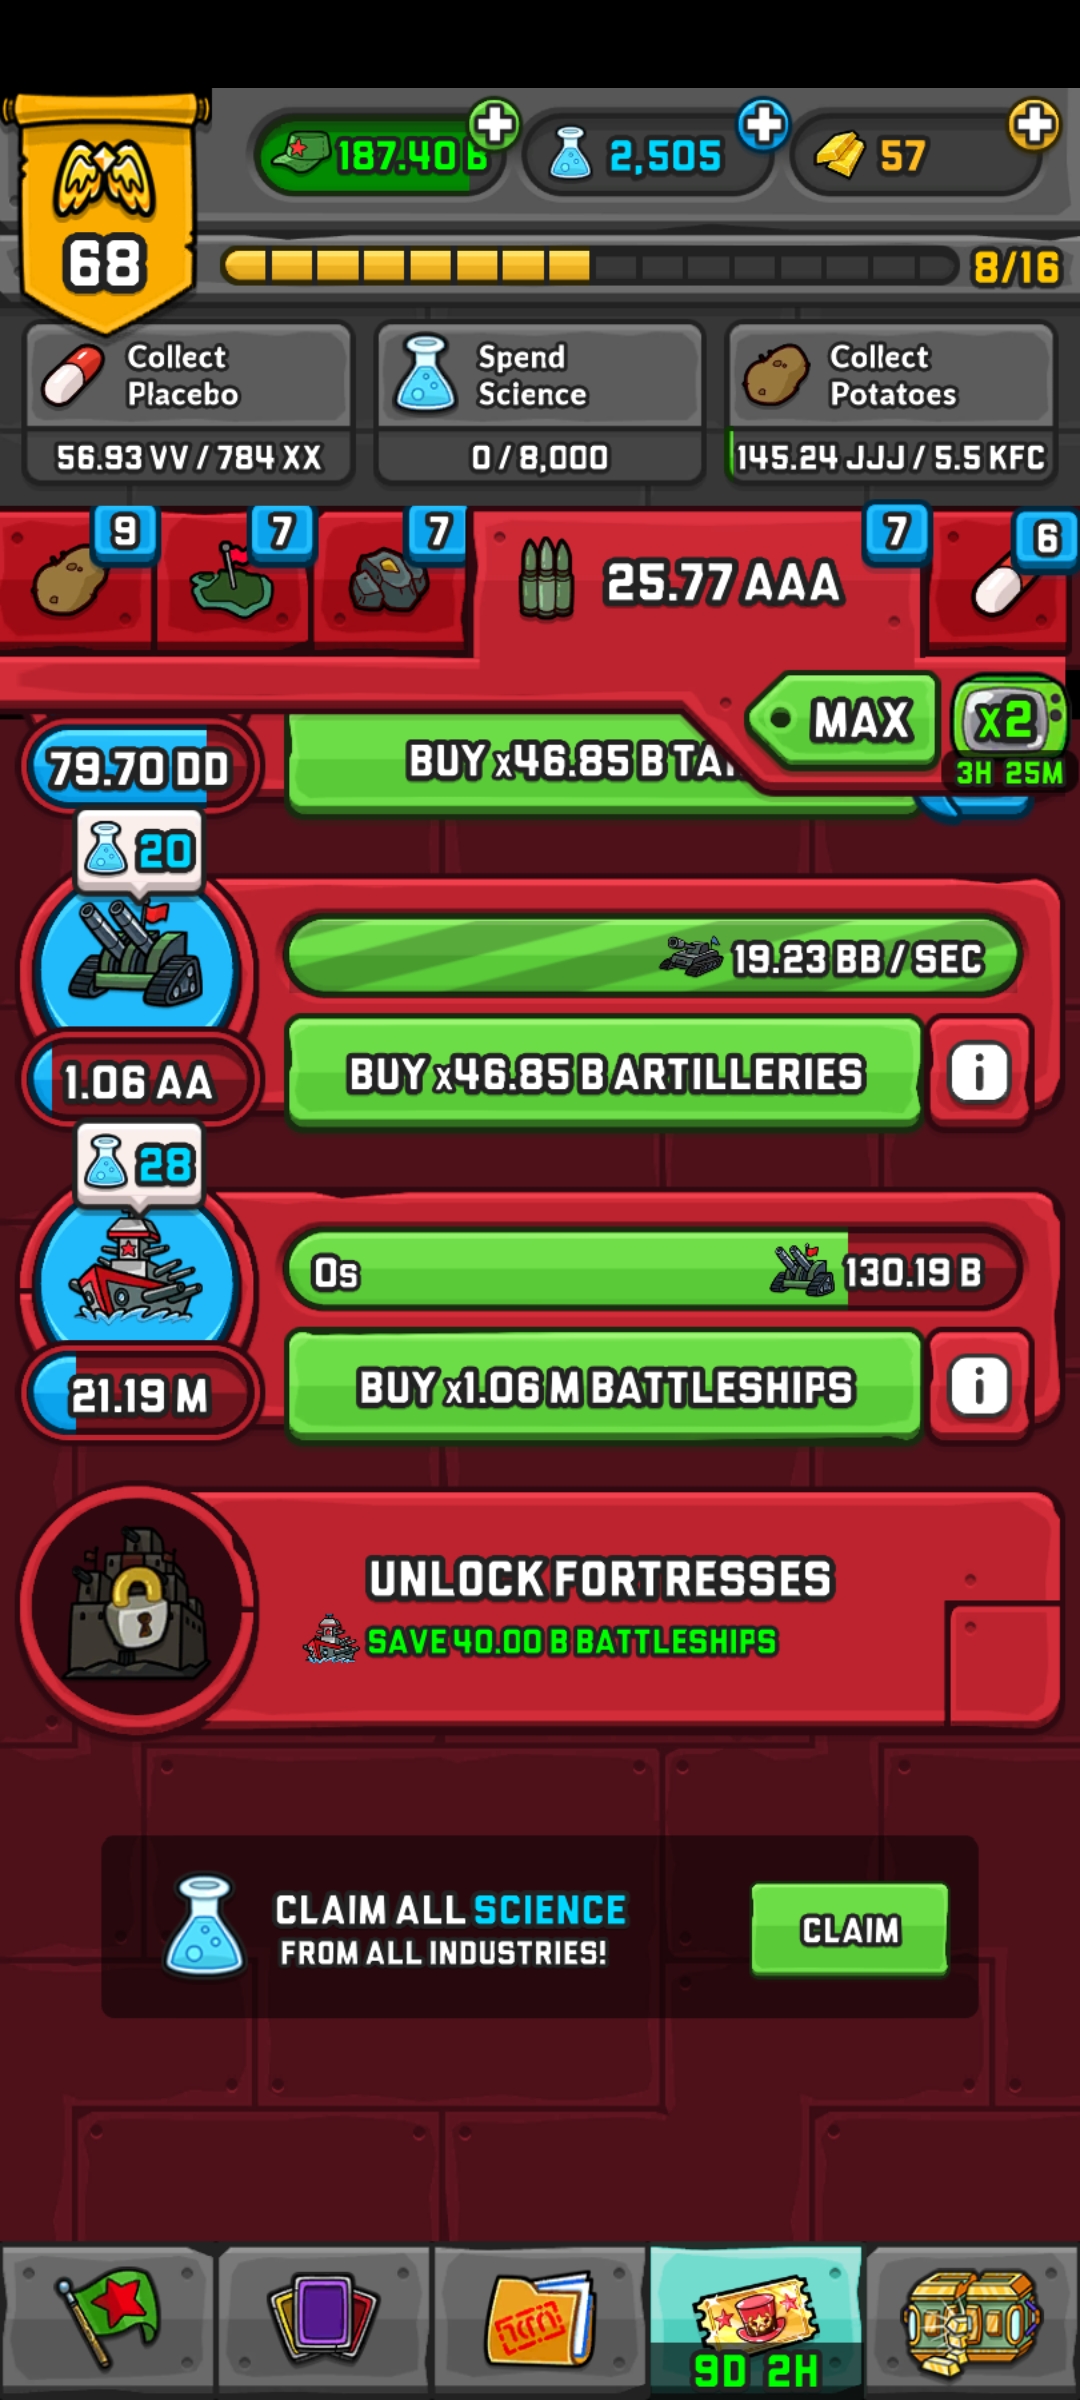 187.40 B
2,505
57
68
8/16
Collect
Placebo
56.93 VV / 784 XX
Spend
Science
0 / 8,000
Collect
Potatoes
145.24 JJJ / 5.5 KFC
9
7
7
25.77 AAA
7
6
MAX
x2
3H 25M
79.70 DD
BUY x46.85 B
20
19.23 BB / SEC
BUY x46.85 B ARTILLERIES
i
1.06 AA
28
0s
130.19 B
BUY x1.06 M BATTLESHIPS
i
21.19 M
UNLOCK FORTRESSES
SAVE 40.00 B BATTLESHIPS
CLAIM ALL SCIENCE
FROM ALL INDUSTRIES!
CLAIM
9D 2H